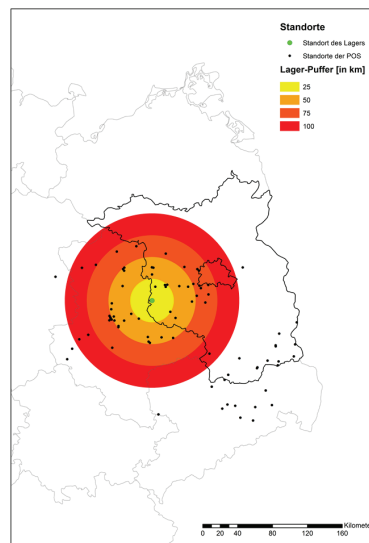 Standorte
Standort des Lagers
Standorte der POS
Lager-Puffer [in km]
25
50
75
100
Kilometer
0 20 40 80 120 160